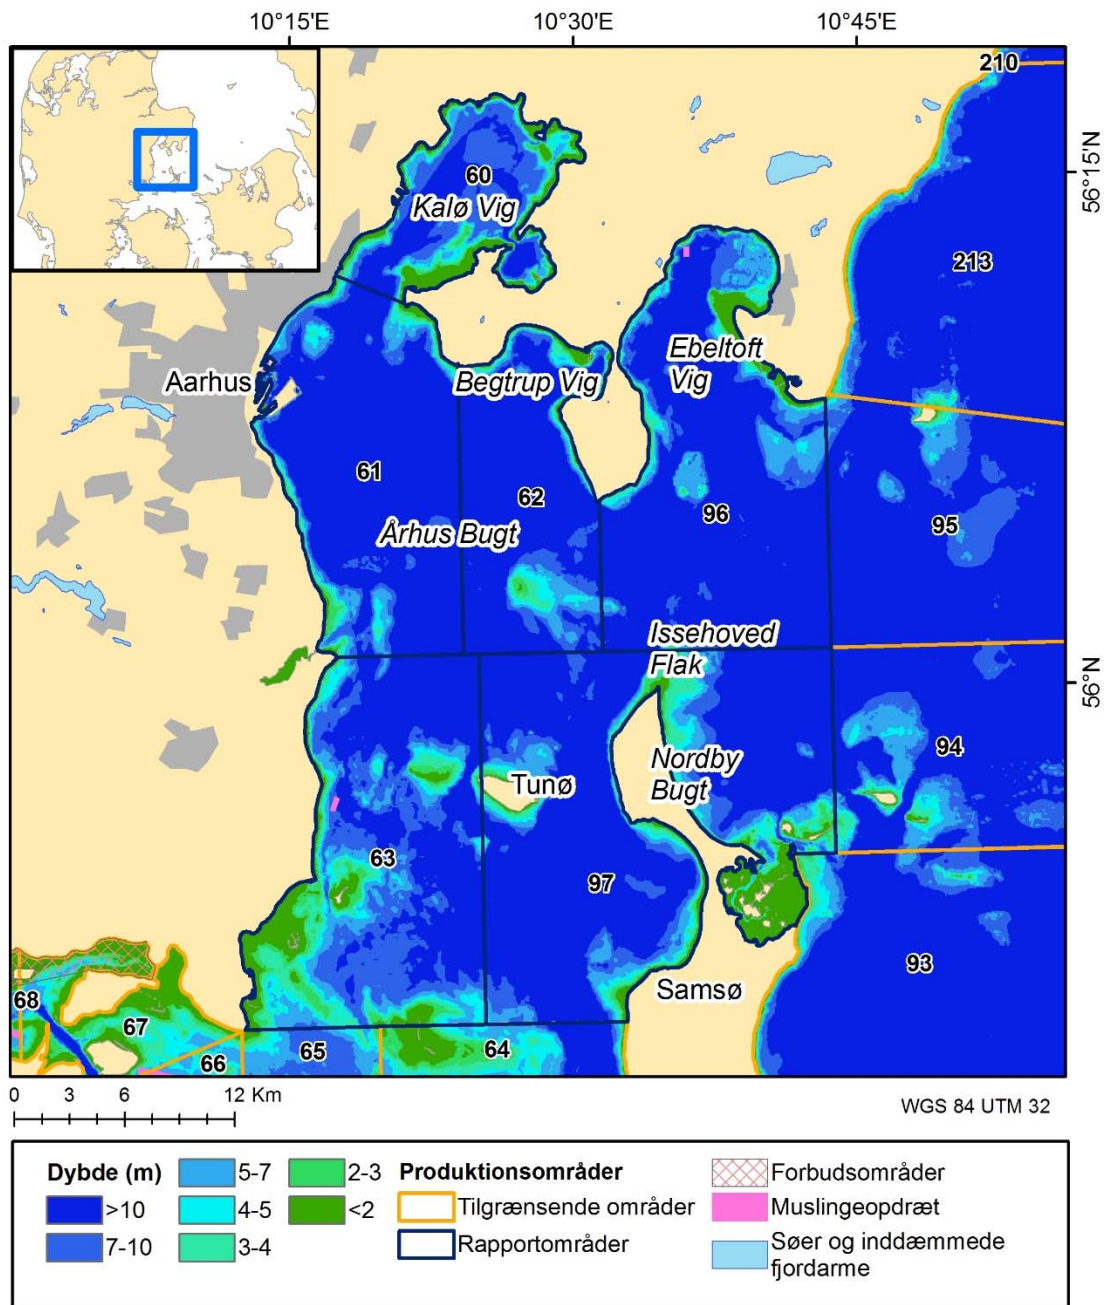 10°15'E
10°30'E
10°45'E
210
56°15'N
60
Kalø Vig
213
Ebeltoft
Vig
Aarhus
Begtrup Vig
61
62
96
95
Århus Bugt
Issehoved
Flak
56°N
94
Nordby
Bugt
Tunø
63
97
93
Samsø
68
67
66
65
64
0 3 6 12 Km
WGS 84 UTM 32
Dybde (m)
>10
7-10
5-7
4-5
3-4
2-3
<2
Produktionsområder
Tilgrænsende områder
Rapportområder
Forbudsområder
Muslingeopdræt
Søer og inddæmmede
fjordarme